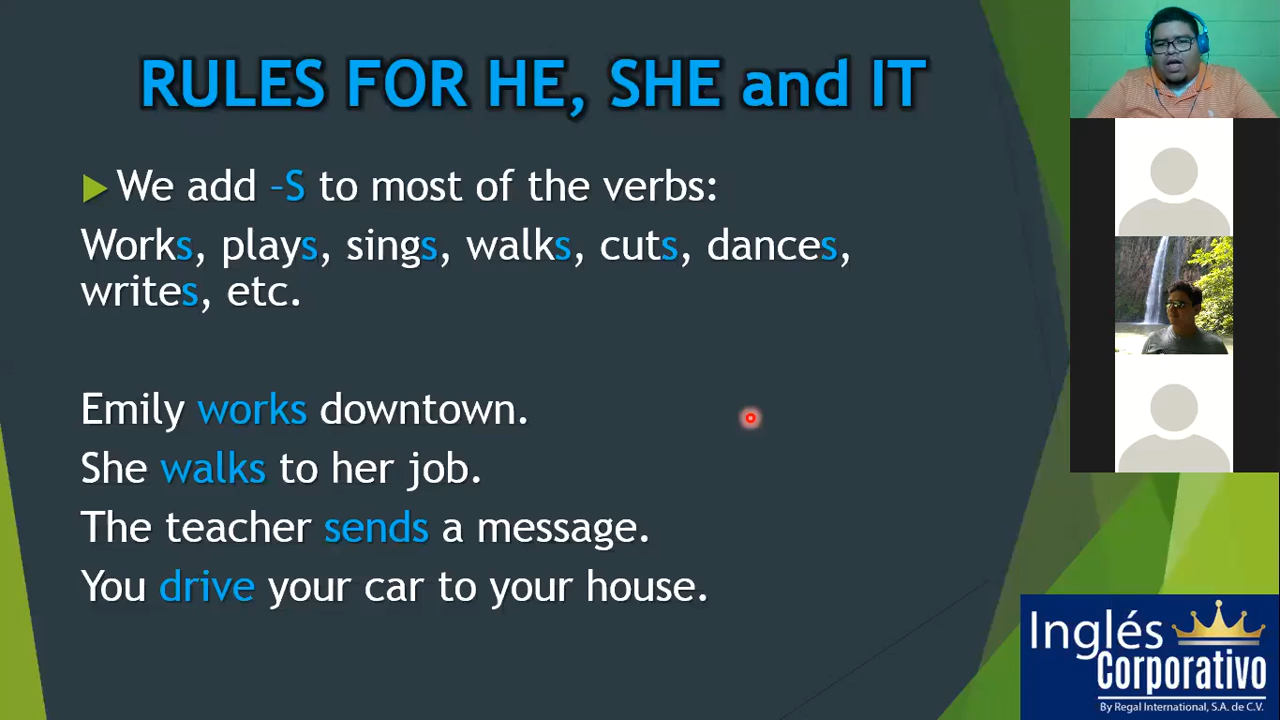 RULES FOR HE, SHE and IT
We add –S to most of the verbs:
Works, plays, sings, walks, cuts, dances,
writes, etc.
Emily works downtown.
She walks to her job.
The teacher sends a message.
You drive your car to your house.
Inglés
Corporativo
By Regal International, S.A. de C.V.